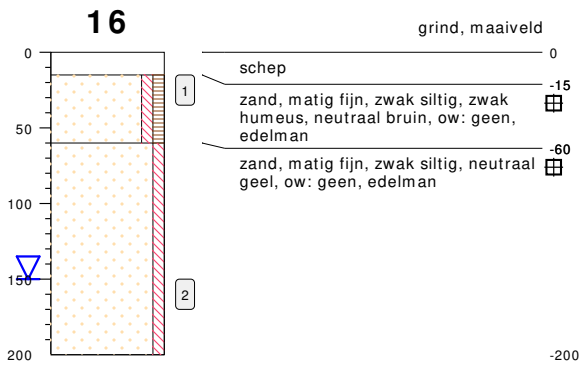 16
grind, maaiveld
0
0
schep
-15
1
zand, matig fijn, zwak siltig, zwak
humeus, neutraal bruin, ow: geen,
edelman
50
-60
zand, matig fijn, zwak siltig, neutraal
geel, ow: geen, edelman
100
150
2
200
-200